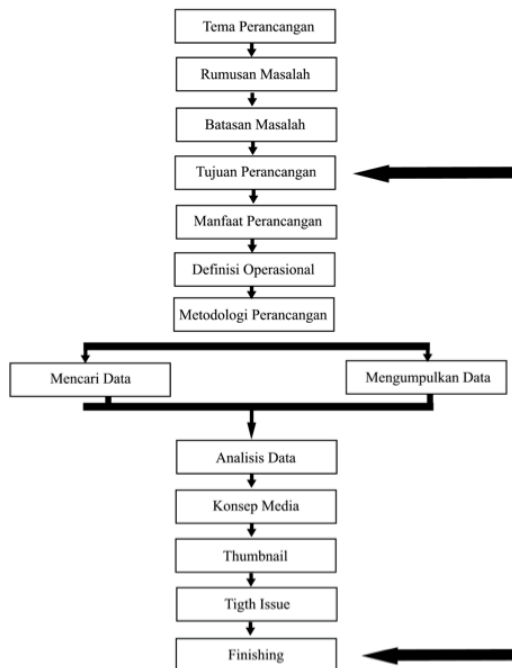 Tema Perancangan
Rumusan Masalah
Batasan Masalah
Tujuan Perancangan
Manfaat Perancangan
Definisi Operasional
Metodologi Perancangan
Mencari Data
Mengumpulkan Data
Analisis Data
Konsep Media
Thumbnail
Tigth Issue
Finishing